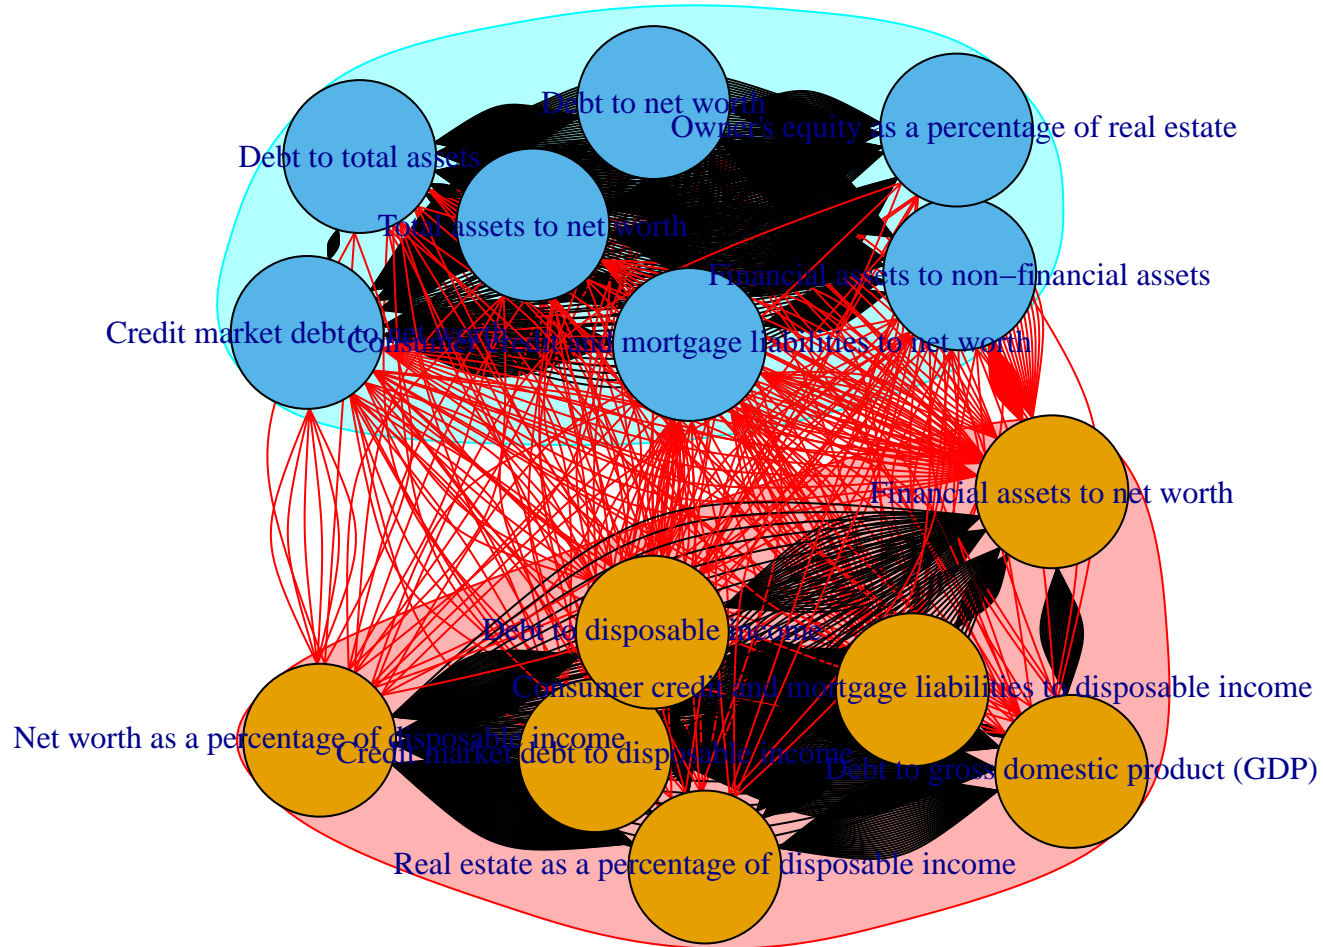 Debt to net worth
Owner's equity as a percentage of real estate
Debt to total assets
Total assets to net worth
Financial assets to non−financial assets
Credit market debt to net worth
Consumer credit and mortgage liabilities to net worth
Financial assets to net worth
Debt to disposable income
Consumer credit and mortgage liabilities to disposable income
Net worth as a percentage of disposable income
Credit market debt to disposable income
Debt to gross domestic product (GDP)
Real estate as a percentage of disposable income